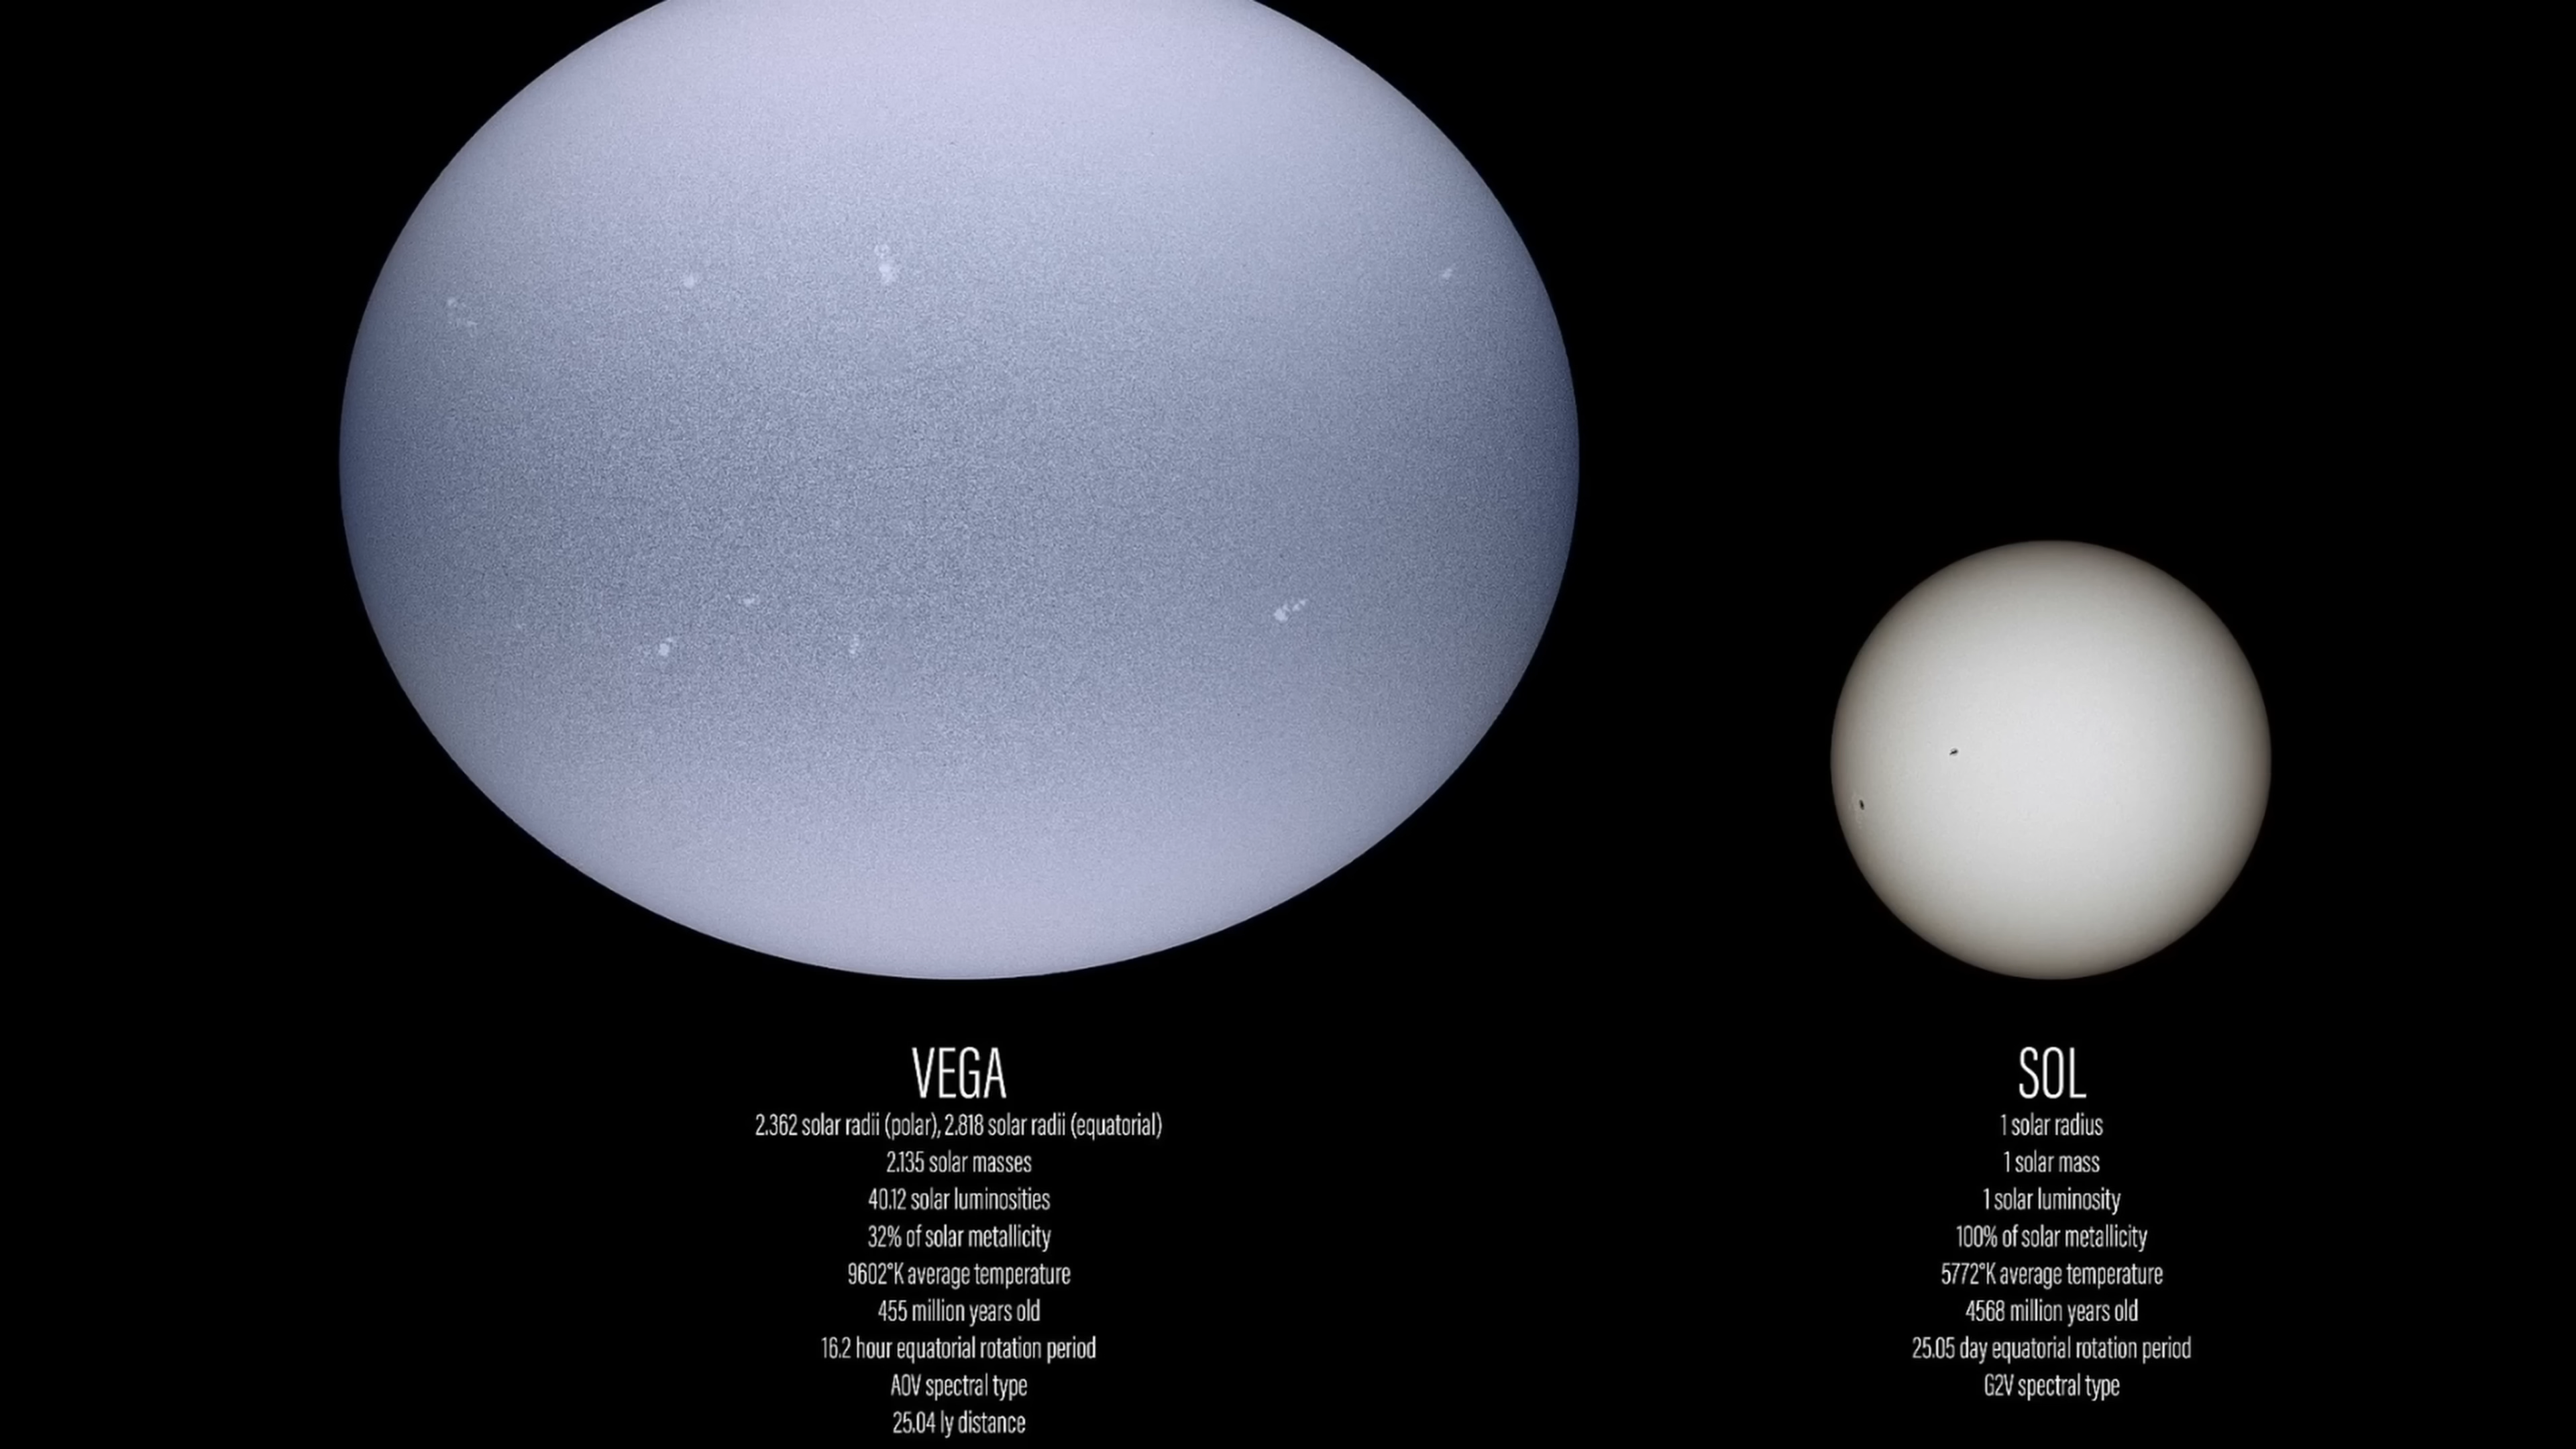 VEGA
2.362 solar radii (polar), 2.818 solar radii (equatorial)
2.135 solar masses
40.12 solar luminosities
32% of solar metallicity
9602°K average temperature
455 million years old
16.2 hour equatorial rotation period
A0V spectral type
25.04 ly distance
SOL
1 solar radius
1 solar mass
1 solar luminosity
100% of solar metallicity
5772°K average temperature
4568 million years old
25.05 day equatorial rotation period
G2V spectral type